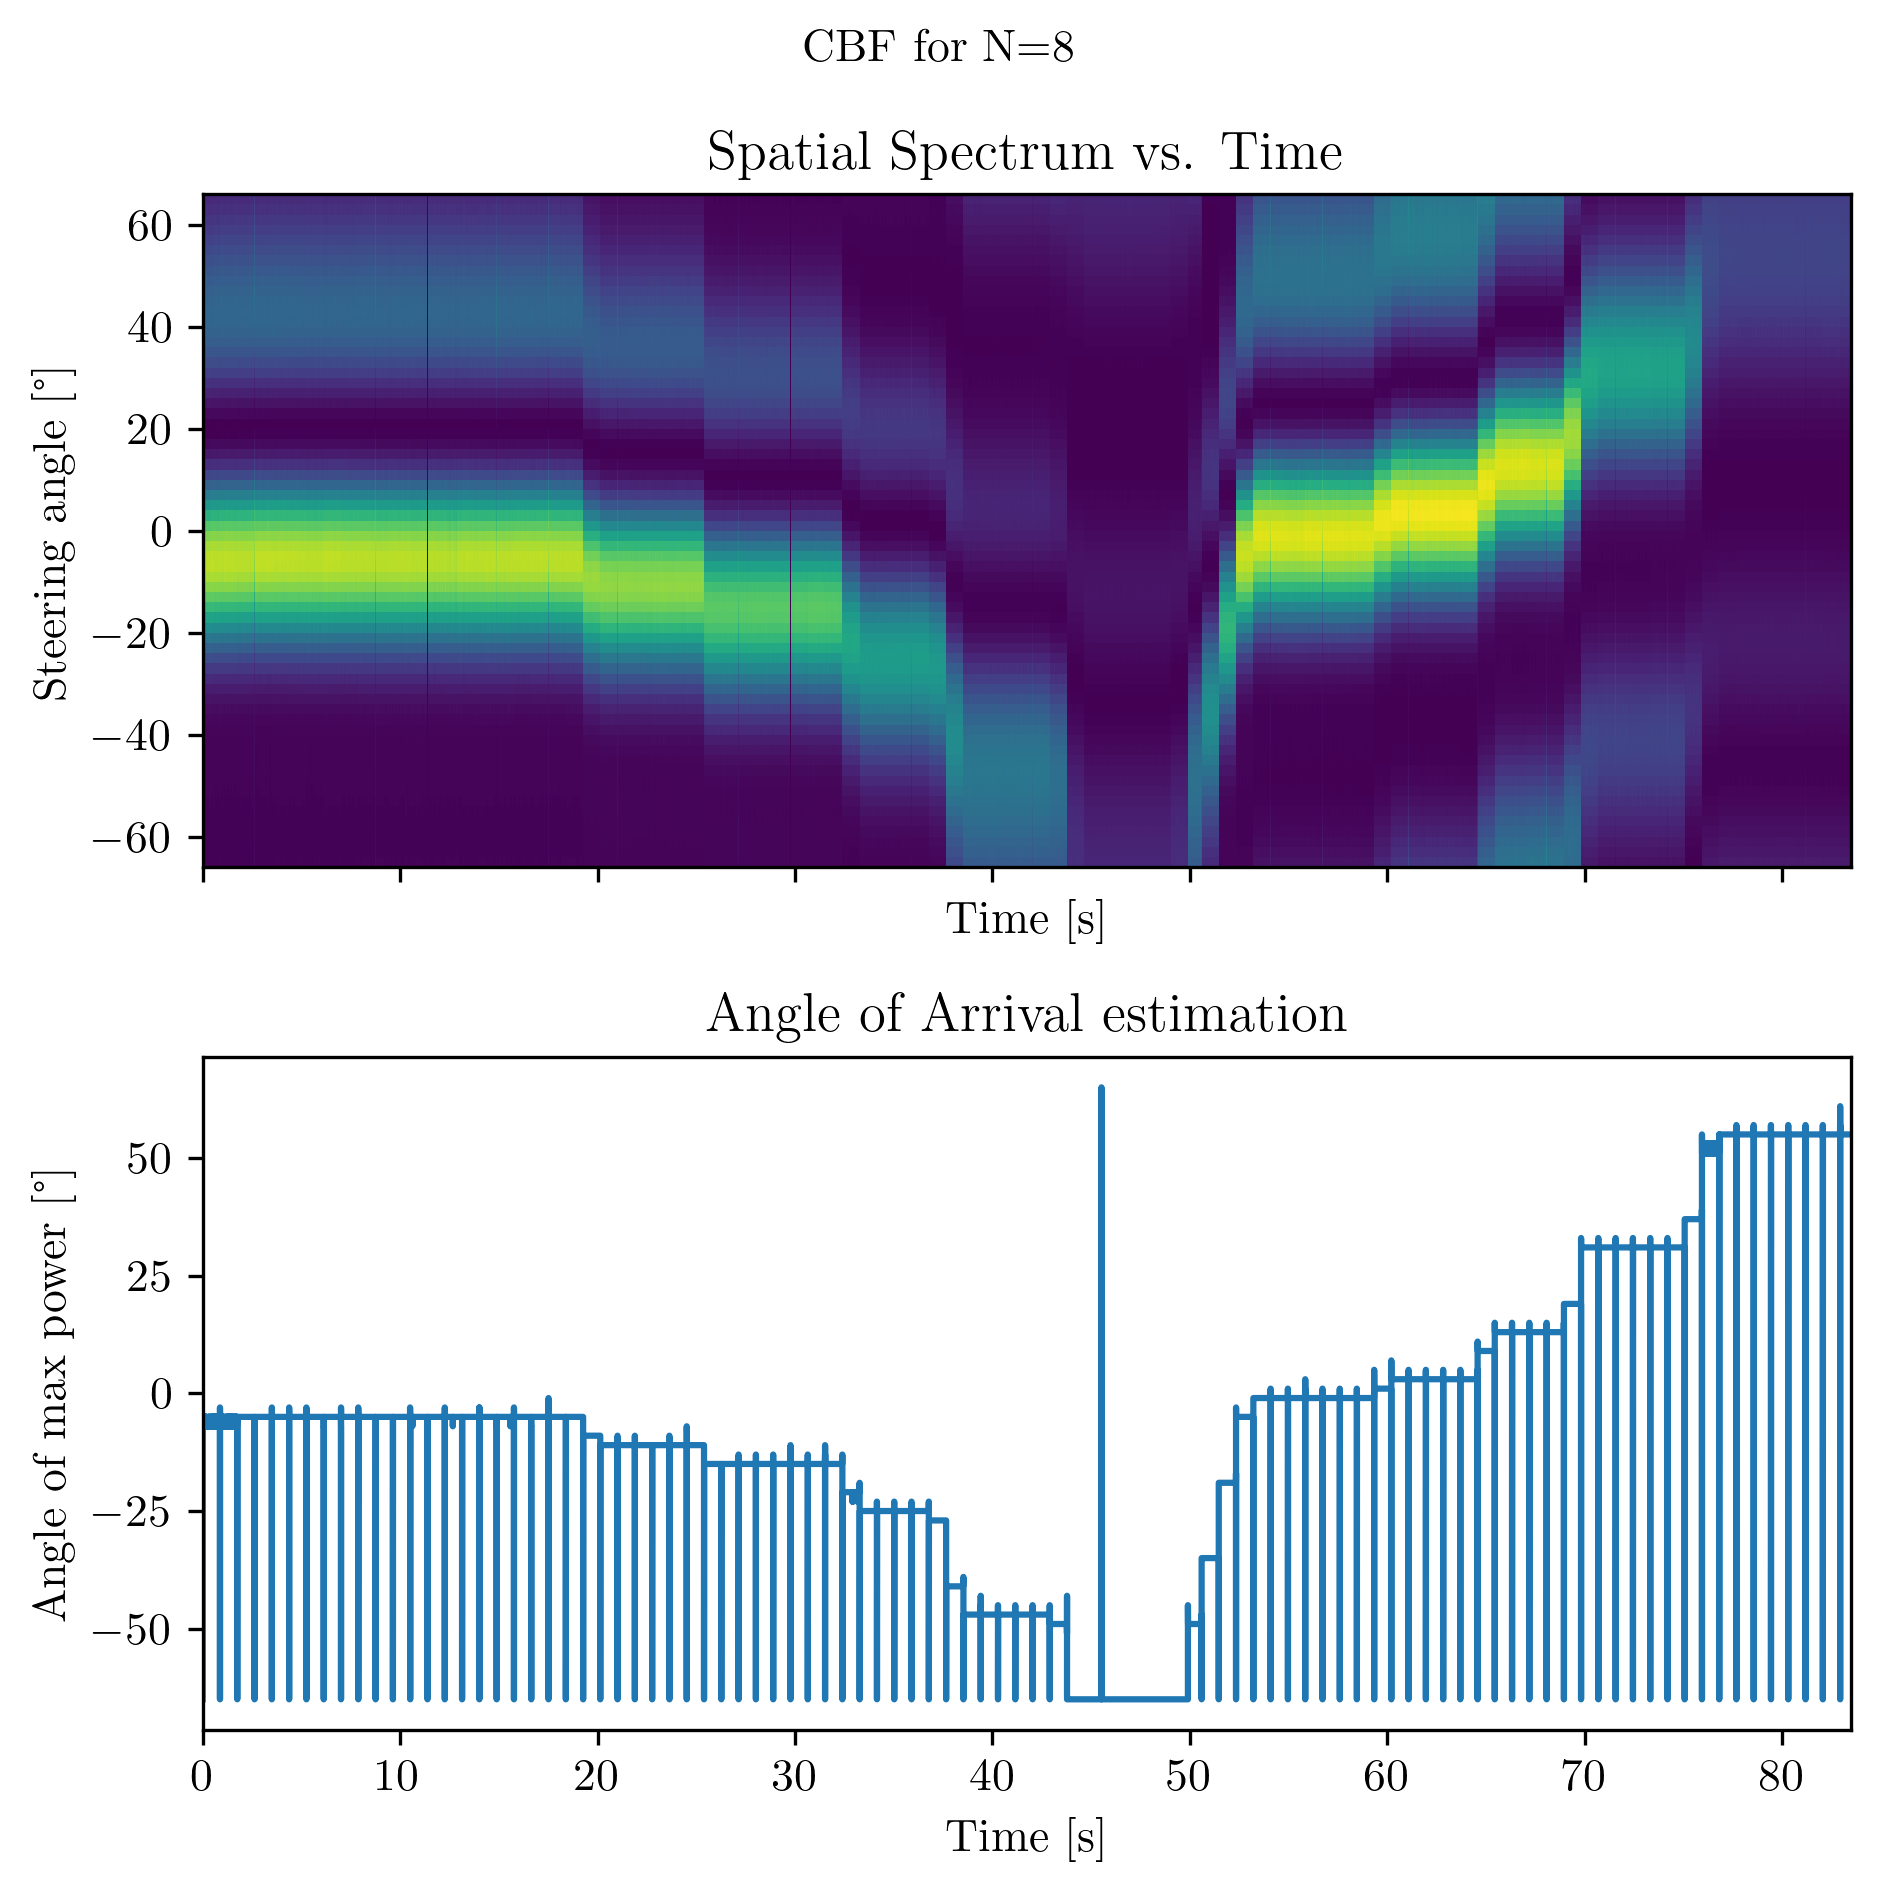 CBF for N=8
Spatial Spectrum vs. Time
60
40
20
0
−20
−40
−60
Steering angle [°]
Time [s]
Angle of Arrival estimation
50
25
0
−25
−50
Angle of max power [°]
0 10 20 30 40 50 60 70 80
Time [s]